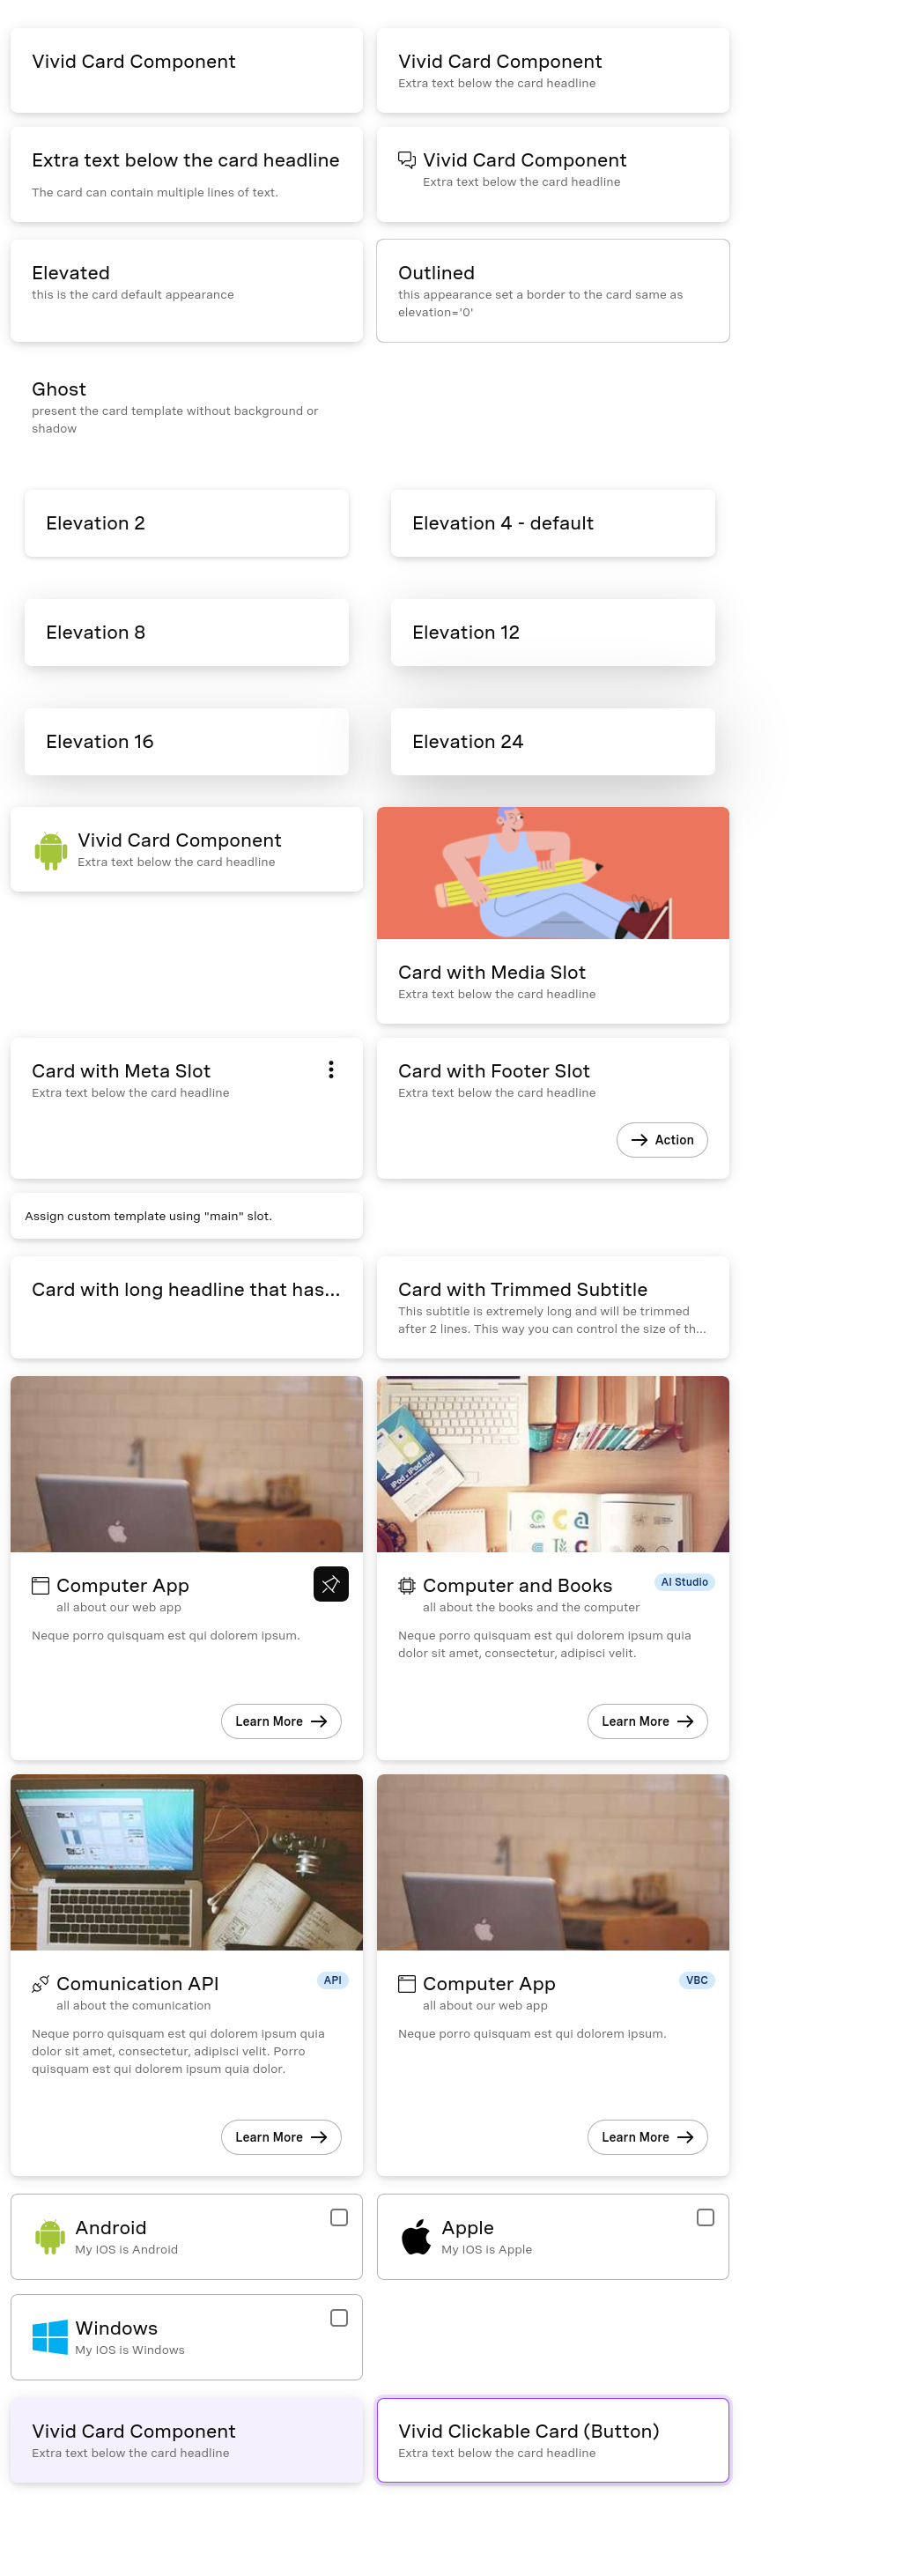 Vivid Card Component
Vivid Card Component
Extra text below the card headline
Extra text below the card headline
The card can contain multiple lines of text.
Vivid Card Component
Extra text below the card headline
Elevated
this is the card default appearance
Outlined
this appearance set a border to the card same as
elevation='0'
Ghost
present the card template without background or
shadow
Elevation 2
Elevation 4 - default
Elevation 8
Elevation 12
Elevation 16
Elevation 24
Vivid Card Component
Extra text below the card headline
Card with Media Slot
Extra text below the card headline
Card with Meta Slot
Extra text below the card headline
Card with Footer Slot
Extra text below the card headline
Action
Assign custom template using "main" slot.
Card with long headline that has...
Card with Trimmed Subtitle
This subtitle is extremely long and will be trimmed
after 2 lines. This way you can control the size of th...
iPod + iPod mini
Computer App
all about our web app
Neque porro quisquam est qui dolorem ipsum.
Learn More
Computer and Books
AI Studio
all about the books and the computer
Neque porro quisquam est qui dolorem ipsum quia
dolor sit amet, consectetur, adipisci velit.
Learn More
Comunication API
API
all about the comunication
Neque porro quisquam est qui dolorem ipsum quia
dolor sit amet, consectetur, adipisci velit. Porro
quisquam est qui dolorem ipsum quia dolor.
Learn More
Computer App
VBC
all about our web app
Neque porro quisquam est qui dolorem ipsum.
Learn More
Android
My IOS is Android
Apple
My IOS is Apple
Windows
My IOS is Windows
Vivid Card Component
Extra text below the card headline
Vivid Clickable Card (Button)
Extra text below the card headline